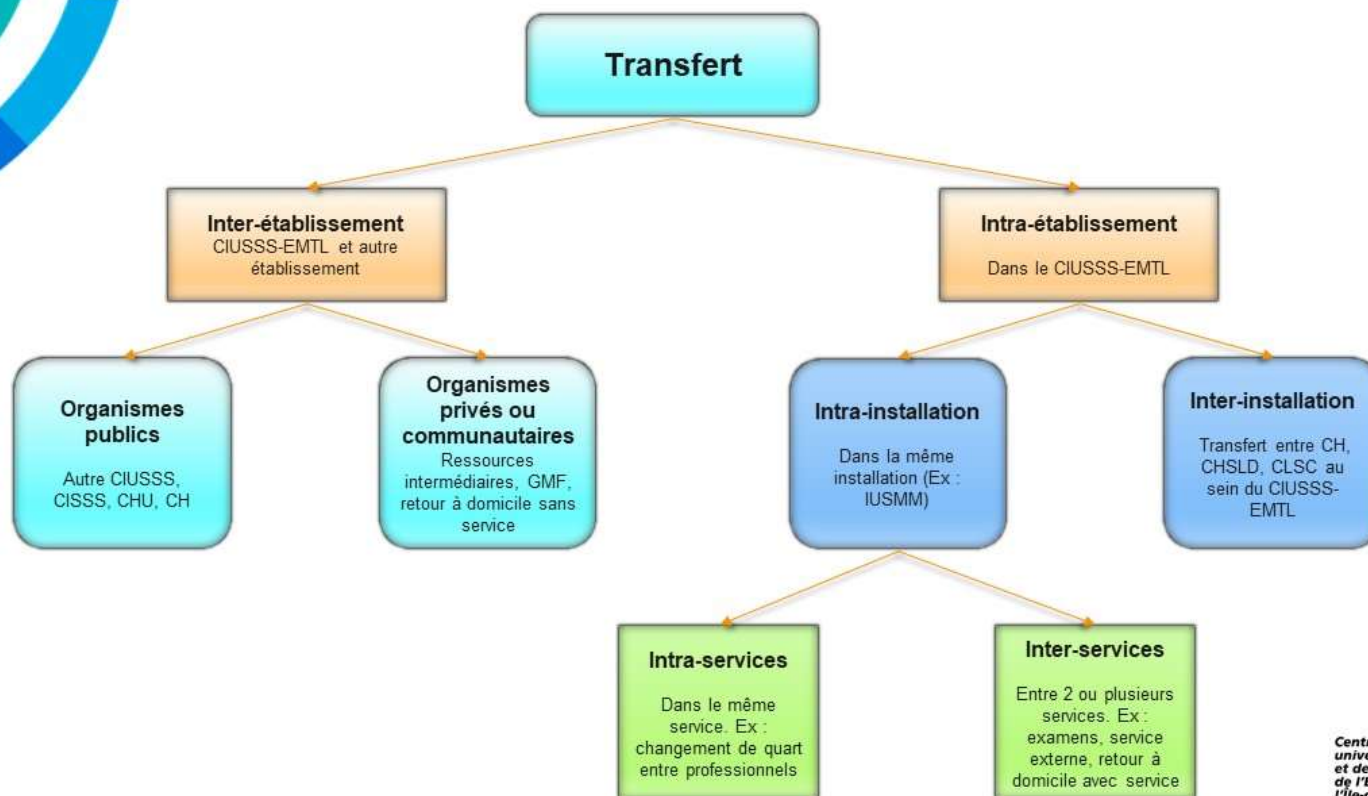 Transfert
Inter-établissement
CIUSSS-EMTL et autre
établissement
Intra-établissement
Dans le CIUSSS-EMTL
Organismes
publics
Autre CIUSSS,
CISSS, CHU, CH
Organismes
privés ou
communautaires
Ressources
intermédiaires, GMF,
retour à domicile sans
service
Intra-installation
Dans la même
installation (Ex :
IUSMM)
Inter-installation
Transfert entre CH,
CHSLD, CLSC au
sein du CIUSSS-
EMTL
Intra-services
Dans le même
service. Ex :
changement de quart
entre professionnels
Inter-services
Entre 2 ou plusieurs
services. Ex :
examens, service
externe, retour à
domicile avec service
et de